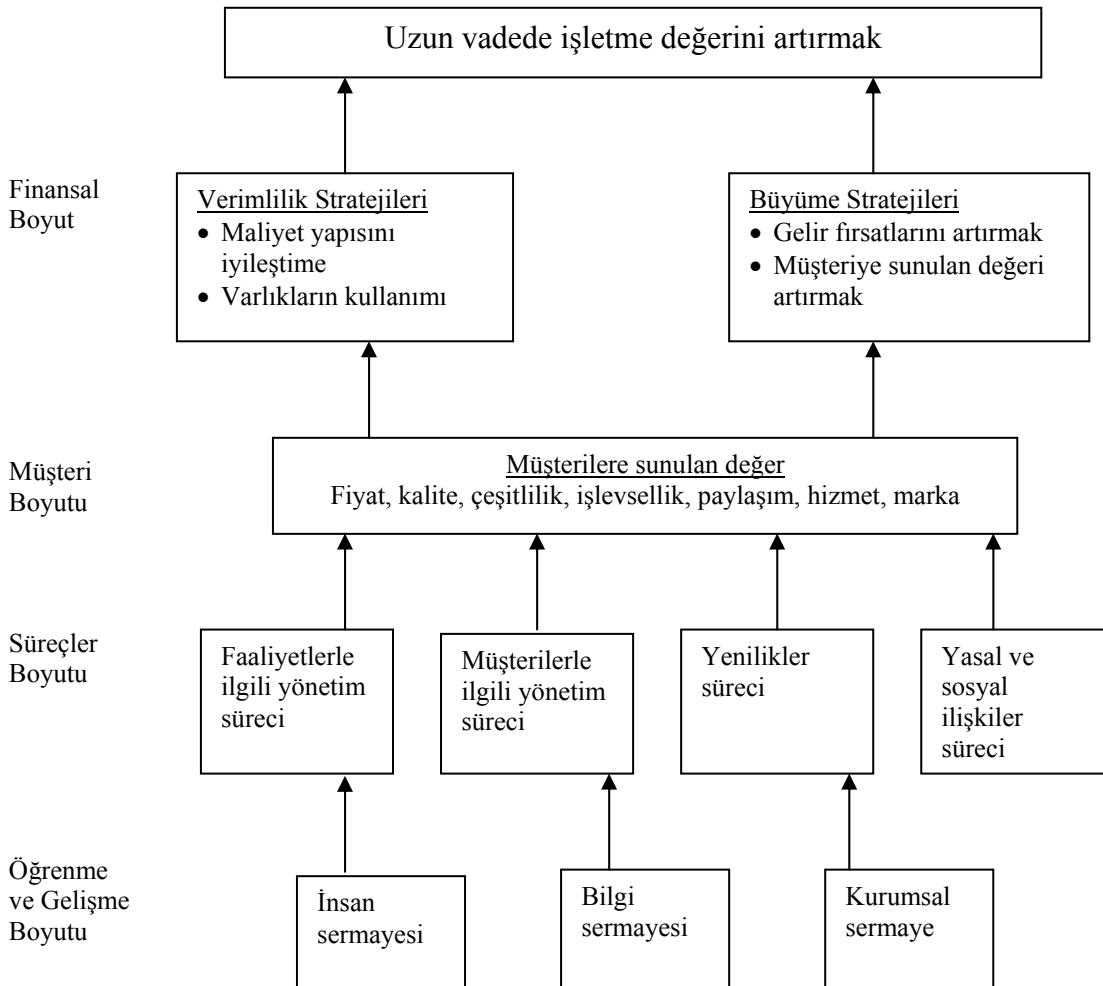 Uzun vadede işletme değerini artırmak
Finansal
Boyut
Verimlilik Stratejileri
• Maliyet yapısını
iyileştime
• Varlıkların kullanımı
Büyüme Stratejileri
• Gelir fırsatlarını artırmak
• Müşteriye sunulan değeri
artırmak
Müşteri
Boyutu
Müşterilere sunulan değer
Fiyat, kalite, çeşitlilik, işlevsellik, paylaşım, hizmet, marka
Süreçler
Boyutu
Faaliyetlerle
ilgili yönetim
süreci
Müşterilerle
ilgili yönetim
süreci
Yenilikler
süreci
Yasal ve
sosyal
ilişkiler
süreci
Öğrenme
ve Gelişme
Boyutu
İnsan
sermayesi
Bilgi
sermayesi
Kurumsal
sermaye